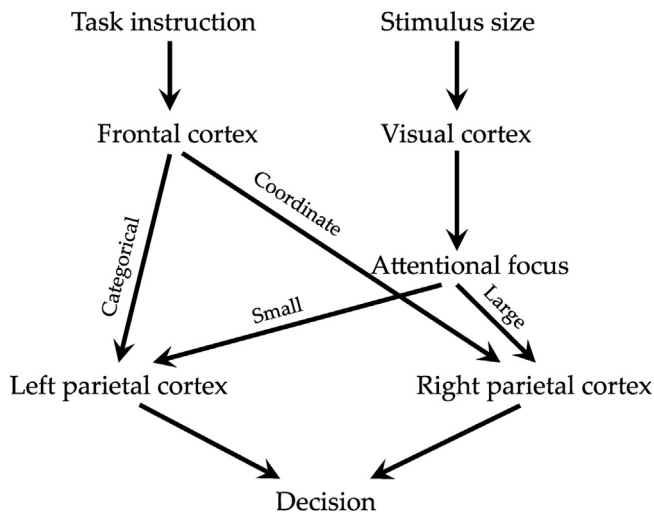 Task instruction
Stimulus size
Frontal cortex
Visual cortex
Coordinate
Categorical
Attentional focus
Small
Large
Left parietal cortex
Right parietal cortex
Decision